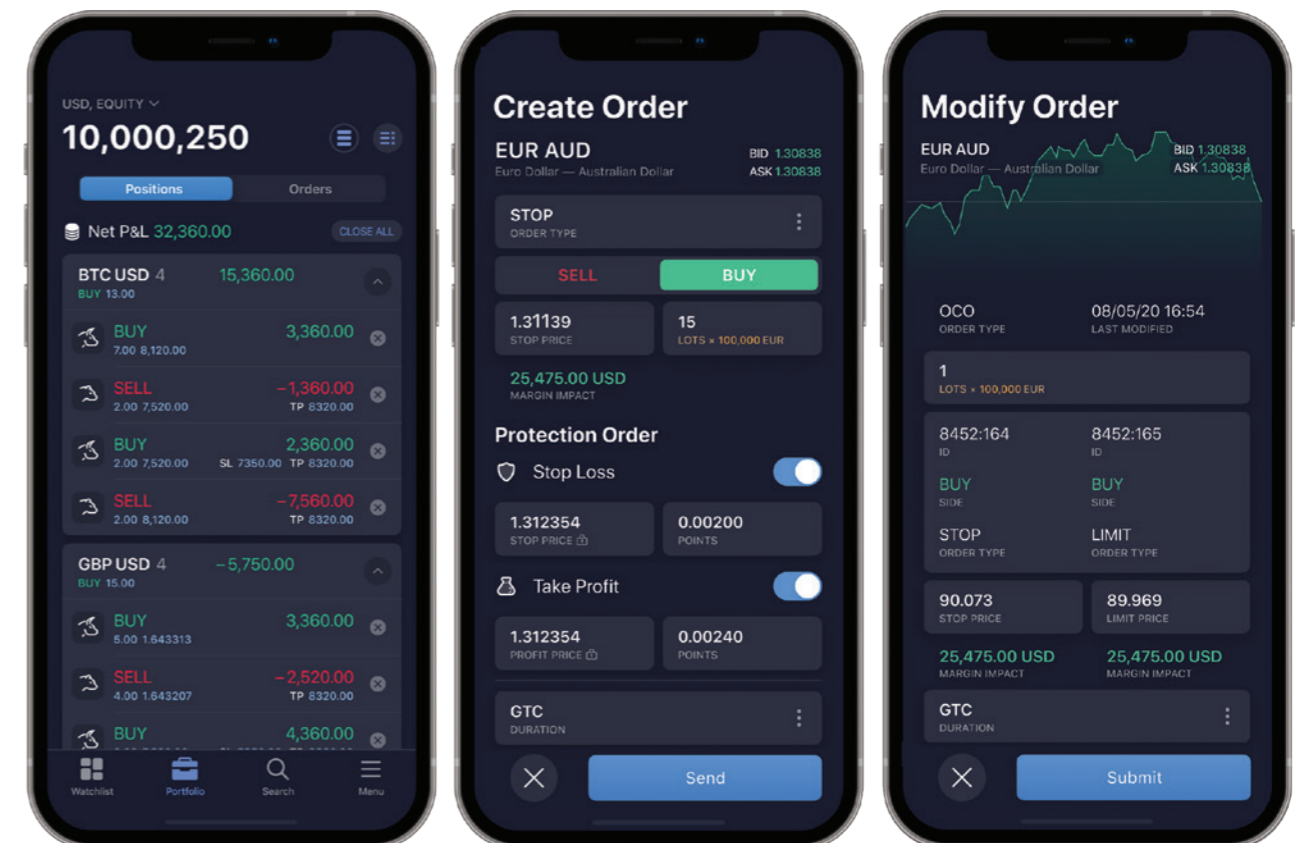 USD, EQUITY
10,000,250
Positions Orders
Net P&L 32,360.00 CLOSE ALL
BTC USD 4 15,360.00
BUY 13.00
BUY 3,360.00
7.00 8,120.00
SELL −1,360.00
2.00 7,520.00 TP 8320.00
BUY 2,360.00
2.00 7,520.00 SL 7350.00 TP 8320.00
SELL −7,560.00
2.00 8,120.00 TP 8320.00
GBP USD 4 −5,750.00
BUY 15.00
BUY 3,360.00
5.00 1.643313
SELL −2,520.00
4.00 1.643207 TP 8320.00
BUY 4,360.00
Watchlist Portfolio Search Menu
Create Order
EUR AUD BID 1.30838
Euro Dollar — Australian Dollar ASK 1.30838
STOP
ORDER TYPE
SELL BUY
1.31139 15
STOP PRICE LOTS × 100,000 EUR
25,475.00 USD
MARGIN IMPACT
Protection Order
Stop Loss
1.312354 0.00200
STOP PRICE POINTS
Take Profit
1.312354 0.00240
PROFIT PRICE POINTS
GTC
DURATION
Send
Modify Order
EUR AUD BID 1.30838
Euro Dollar — Australian Dollar ASK 1.30838
OCO 08/05/20 16:54
ORDER TYPE LAST MODIFIED
1
LOTS × 100,000 EUR
8452:164 8452:165
ID ID
BUY BUY
SIDE SIDE
STOP LIMIT
ORDER TYPE ORDER TYPE
90.073 89.969
STOP PRICE LIMIT PRICE
25,475.00 USD 25,475.00 USD
MARGIN IMPACT MARGIN IMPACT
GTC
DURATION
Submit